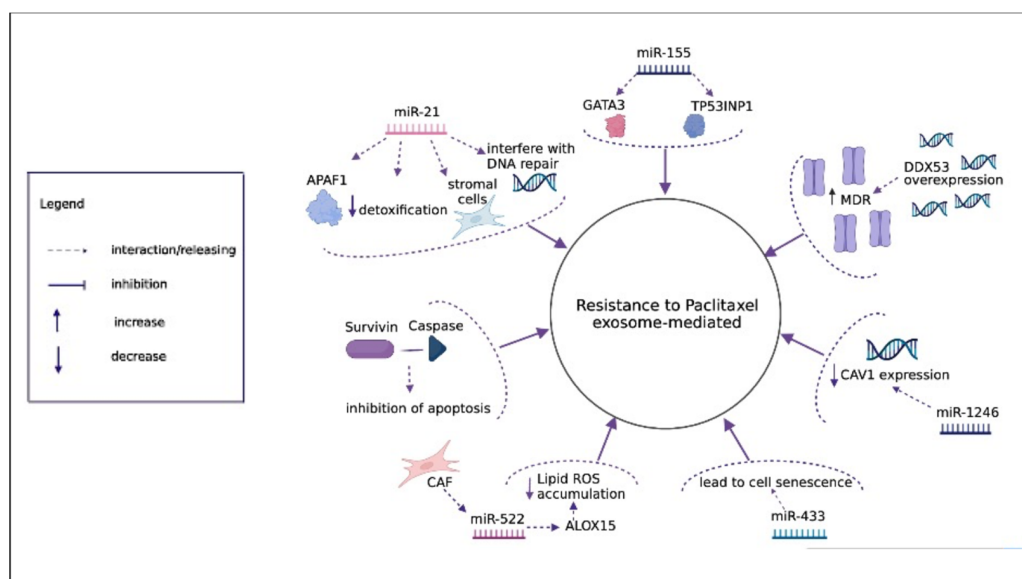 miR-155
GATA3
TP53INP1
miR-21
interfere with
DNA repair
APAF1
stromal
cells
detoxification
DDX53
overexpression
MDR
Legend
interaction/releasing
inhibition
increase
decrease
Resistance to Paclitaxel
exosome-mediated
Survivin
Caspase
inhibition of apoptosis
CAV1 expression
miR-1246
CAF
miR-522
ALOX15
Lipid ROS
accumulation
lead to cell senescence
miR-433